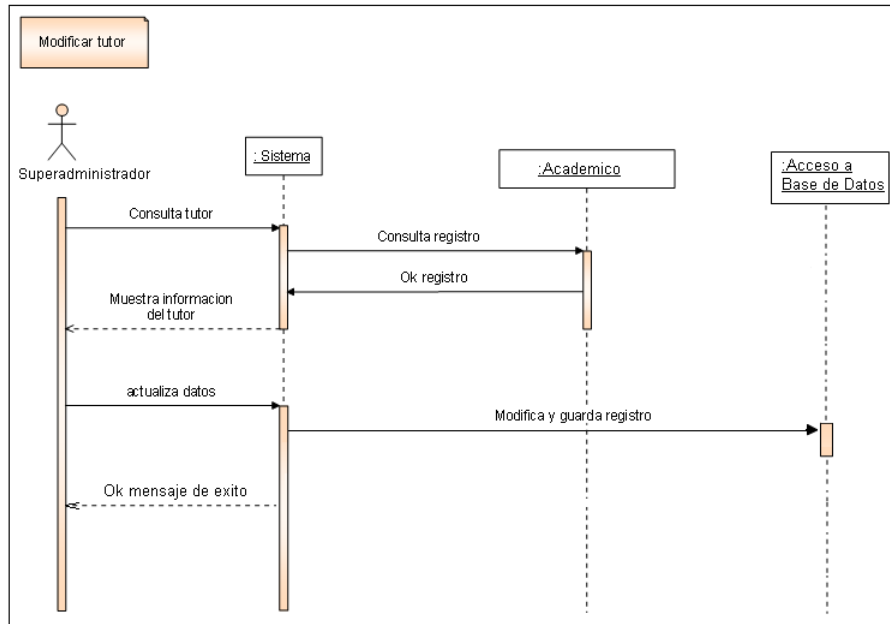 Modificar tutor
Superadministrador
: Sistema
:Academico
:Acceso a
Base de Datos
Consulta tutor
Consulta registro
Ok registro
Muestra informacion
del tutor
actualiza datos
Modifica y guarda registro
Ok mensaje de exito